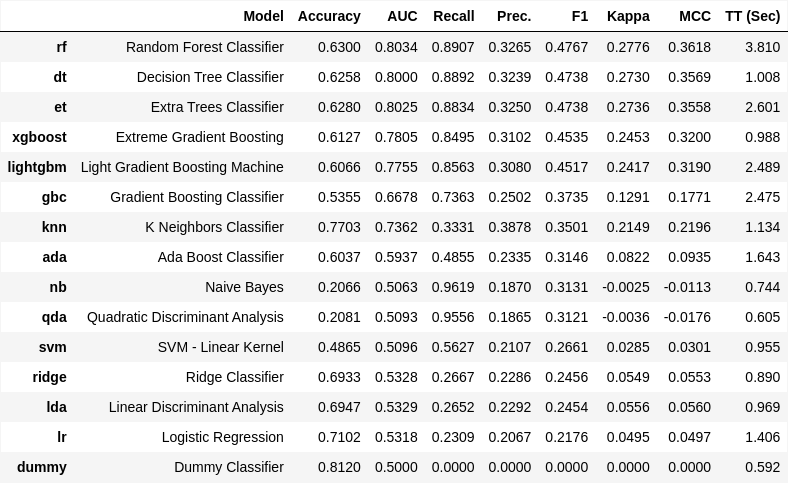 Model Accuracy AUC Recall Prec. F1 Kappa MCC TT (Sec)
rf Random Forest Classifier 0.6300 0.8034 0.8907 0.3265 0.4767 0.2776 0.3618 3.810
dt Decision Tree Classifier 0.6258 0.8000 0.8892 0.3239 0.4738 0.2730 0.3569 1.008
et Extra Trees Classifier 0.6280 0.8025 0.8834 0.3250 0.4738 0.2736 0.3558 2.601
xgboost Extreme Gradient Boosting 0.6127 0.7805 0.8495 0.3102 0.4535 0.2453 0.3200 0.988
lightgbm Light Gradient Boosting Machine 0.6066 0.7755 0.8563 0.3080 0.4517 0.2417 0.3190 2.489
gbc Gradient Boosting Classifier 0.5355 0.6678 0.7363 0.2502 0.3735 0.1291 0.1771 2.475
knn K Neighbors Classifier 0.7703 0.7362 0.3331 0.3878 0.3501 0.2149 0.2196 1.134
ada Ada Boost Classifier 0.6037 0.5937 0.4855 0.2335 0.3146 0.0822 0.0935 1.643
nb Naive Bayes 0.2066 0.5063 0.9619 0.1870 0.3131 -0.0025 -0.0113 0.744
qda Quadratic Discriminant Analysis 0.2081 0.5093 0.9556 0.1865 0.3121 -0.0036 -0.0176 0.605
svm SVM - Linear Kernel 0.4865 0.5096 0.5627 0.2107 0.2661 0.0285 0.0301 0.955
ridge Ridge Classifier 0.6933 0.5328 0.2667 0.2286 0.2456 0.0549 0.0553 0.890
lda Linear Discriminant Analysis 0.6947 0.5329 0.2652 0.2292 0.2454 0.0556 0.0560 0.969
lr Logistic Regression 0.7102 0.5318 0.2309 0.2067 0.2176 0.0495 0.0497 1.406
dummy Dummy Classifier 0.8120 0.5000 0.0000 0.0000 0.0000 0.0000 0.0000 0.592